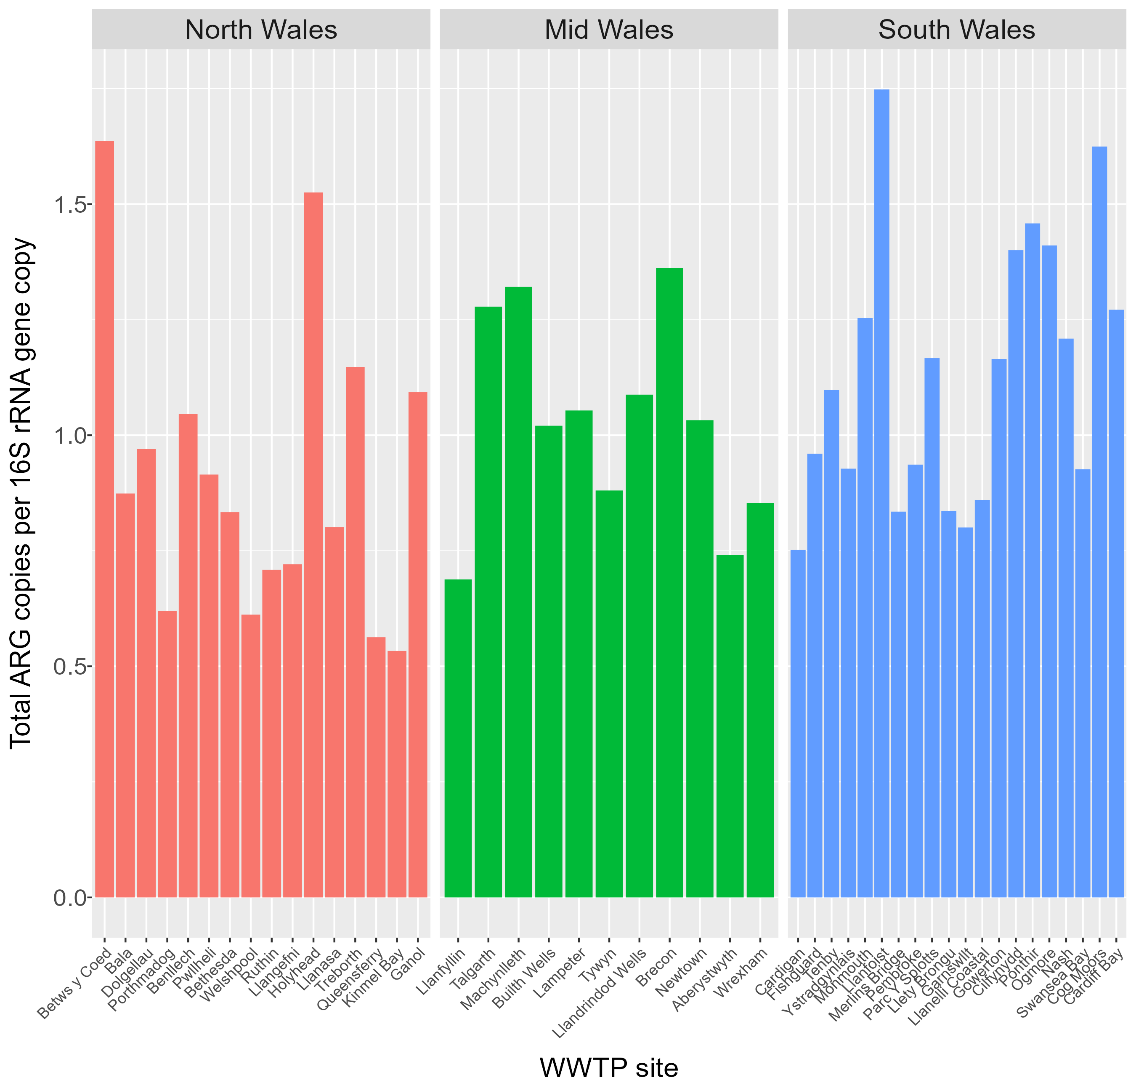 North Wales
Mid Wales
South Wales
Total ARG copies per 16S rRNA gene copy
1.5
1.0
0.5
0.0
Betws y Coed
Bala
Dolgellau
Porthmadog
Benllech
Pwllheli
Bethesda
Welshpool
Ruthin
Llangefni
Holyhead
Llanasa
Treborth
Queensferry
Kinmel Bay
Ganol
Llanfyllin
Talgarth
Machynlleth
Builth Wells
Lampeter
Tywyn
Llandrindod Wells
Brecon
Newtown
Aberystwyth
Wrexham
Cardigan
Fishguard
Tenby
Ystradgynlais
Monmouth
Llanfoist
Merlins Bridge
Pembroke
Parc Y Splotts
Llety Brongu
Garnswllt
Llanelli Coastal
Gowerton
Cilfynydd
Ponthir
Ogmore
Nash
Swansea Bay
Cog Moors
Cardiff Bay
WWTP site